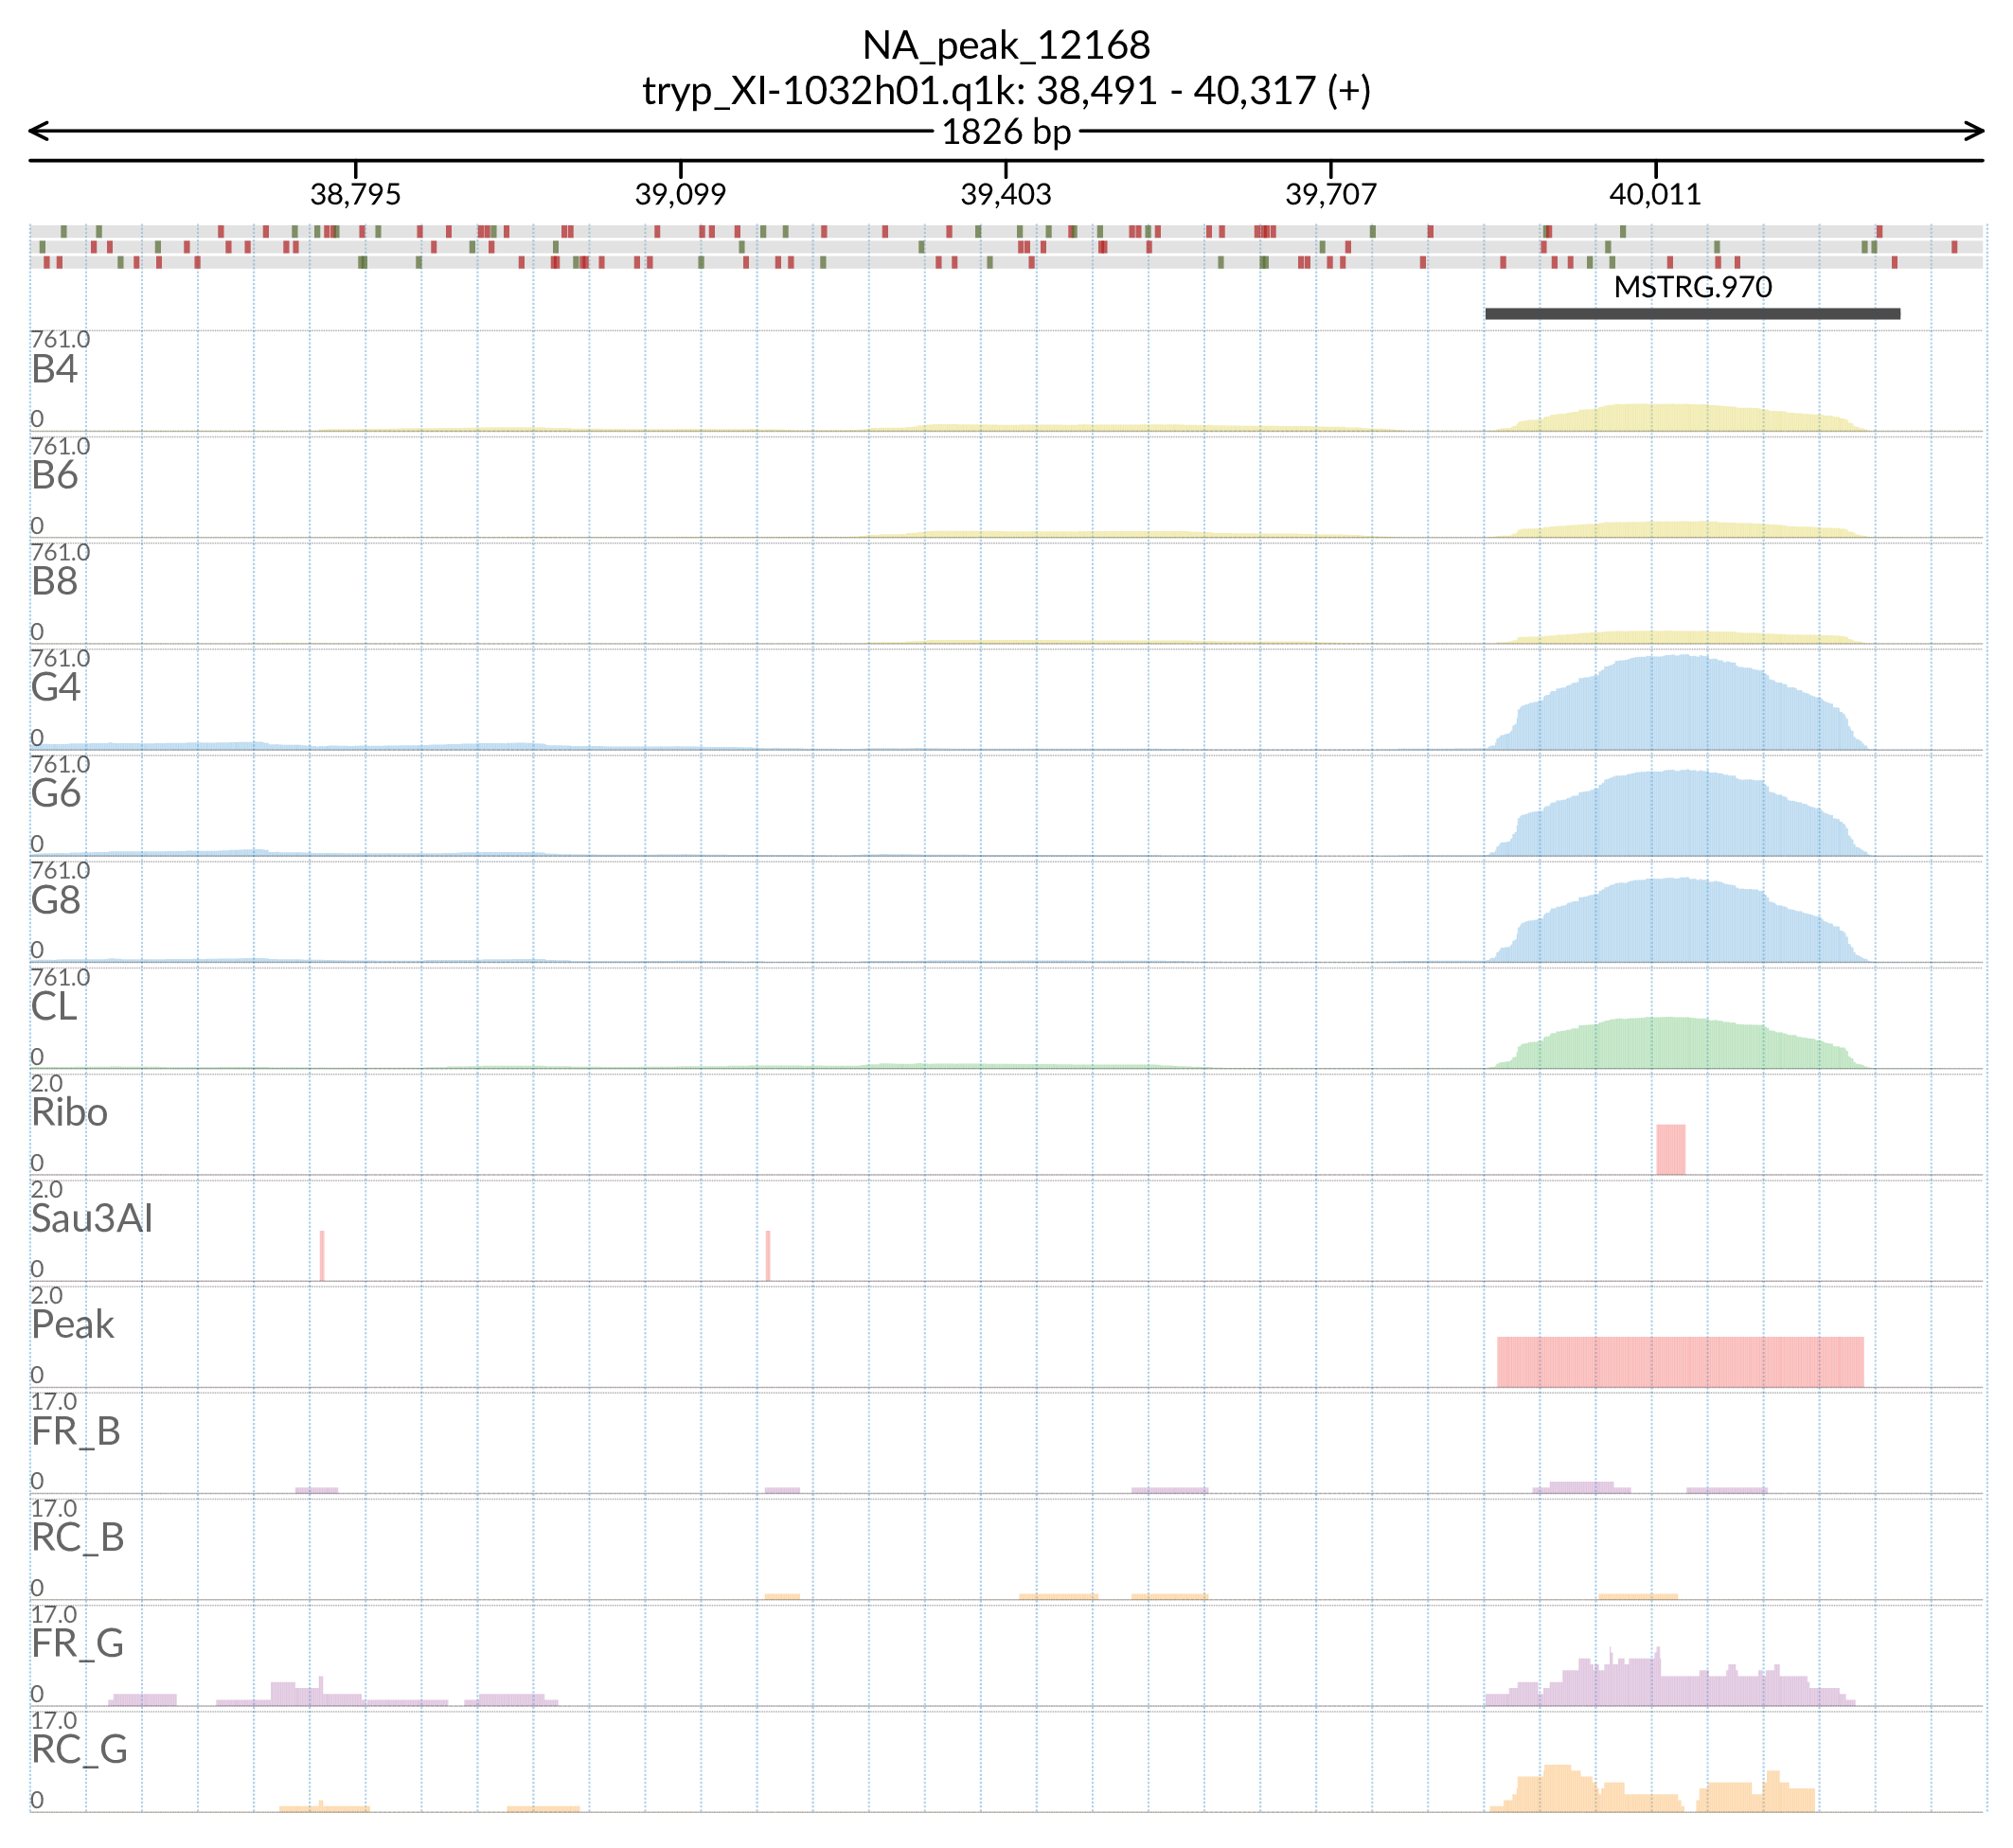 NA_peak_12168
tryp_XI-1032h01.q1k: 38,491 - 40,317 (+)
1826 bp
38,795 39,099 39,403 39,707 40,011
MSTRG.970
761.0
B4
0
761.0
B6
0
761.0
B8
0
761.0
G4
0
761.0
G6
0
761.0
G8
0
761.0
CL
0
2.0
Ribo
0
2.0
Sau3AI
0
2.0
Peak
0
17.0
FR_B
0
17.0
RC_B
0
17.0
FR_G
0
17.0
RC_G
0